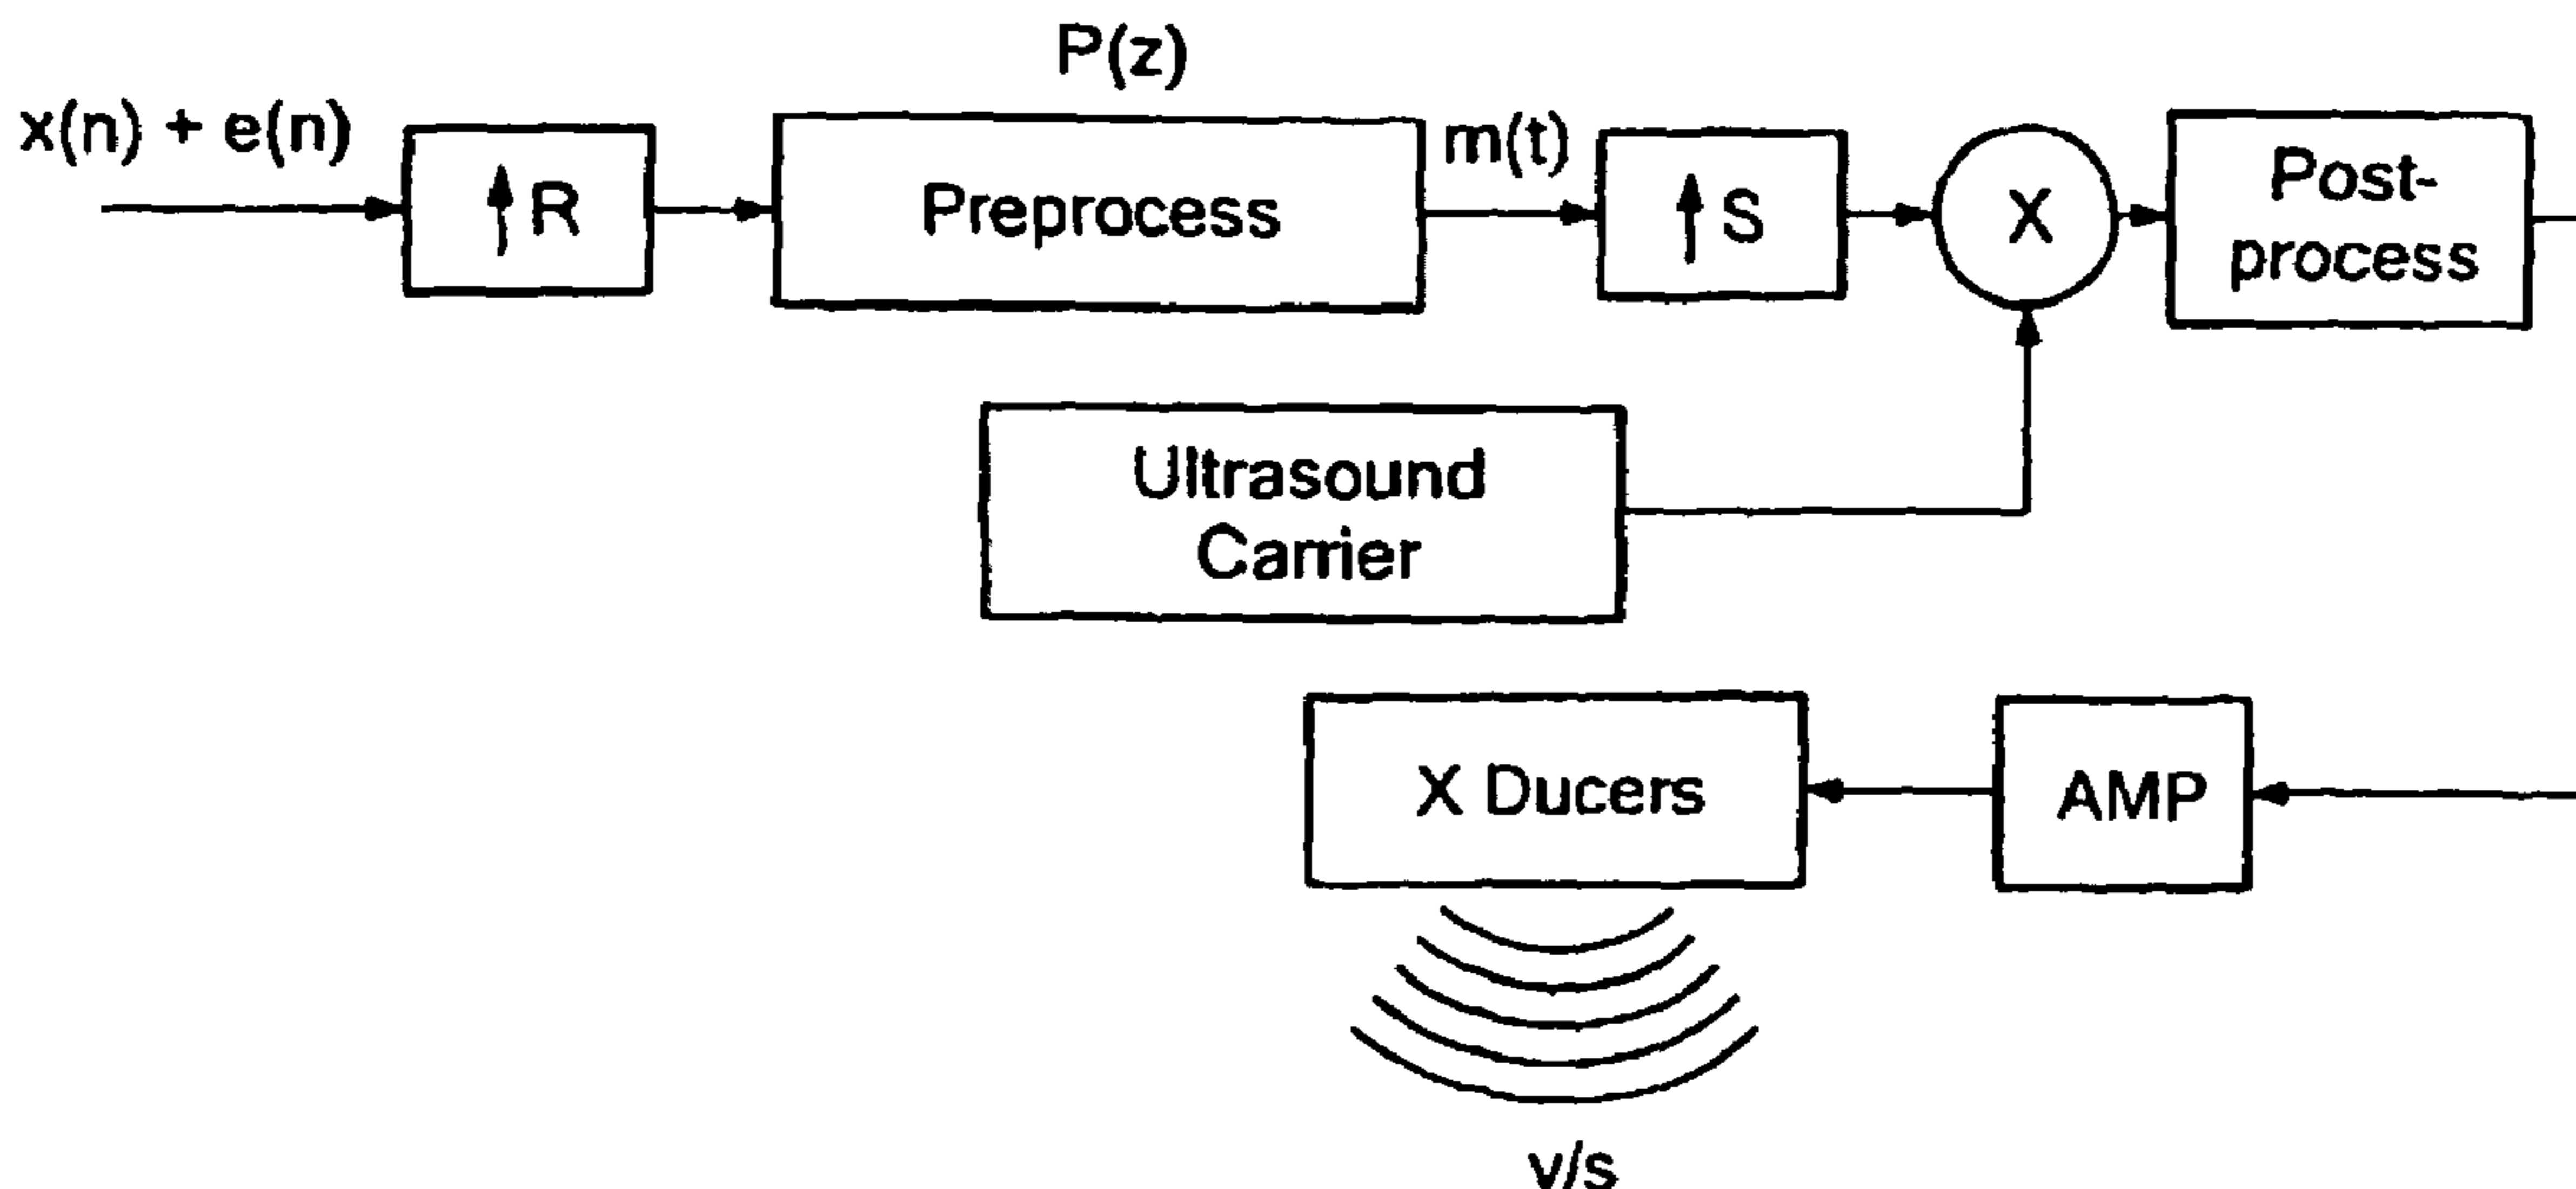 P(z)
x(n) + e(n)
↑ R
Preprocess
m(t)
↑ S
X
Post-
process
Ultrasound
Carrier
X Ducers
AMP
v/s